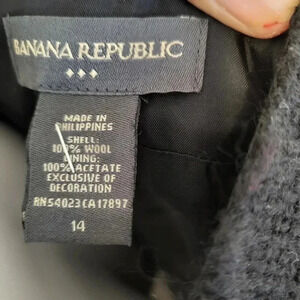 BANANA REPUBLIC
MADE IN
PHILIPPINES
SHELL:
100% WOOL
LINING:
100% ACETATE
EXCLUSIVE OF
DECORATION
RN54023 CA17897
14